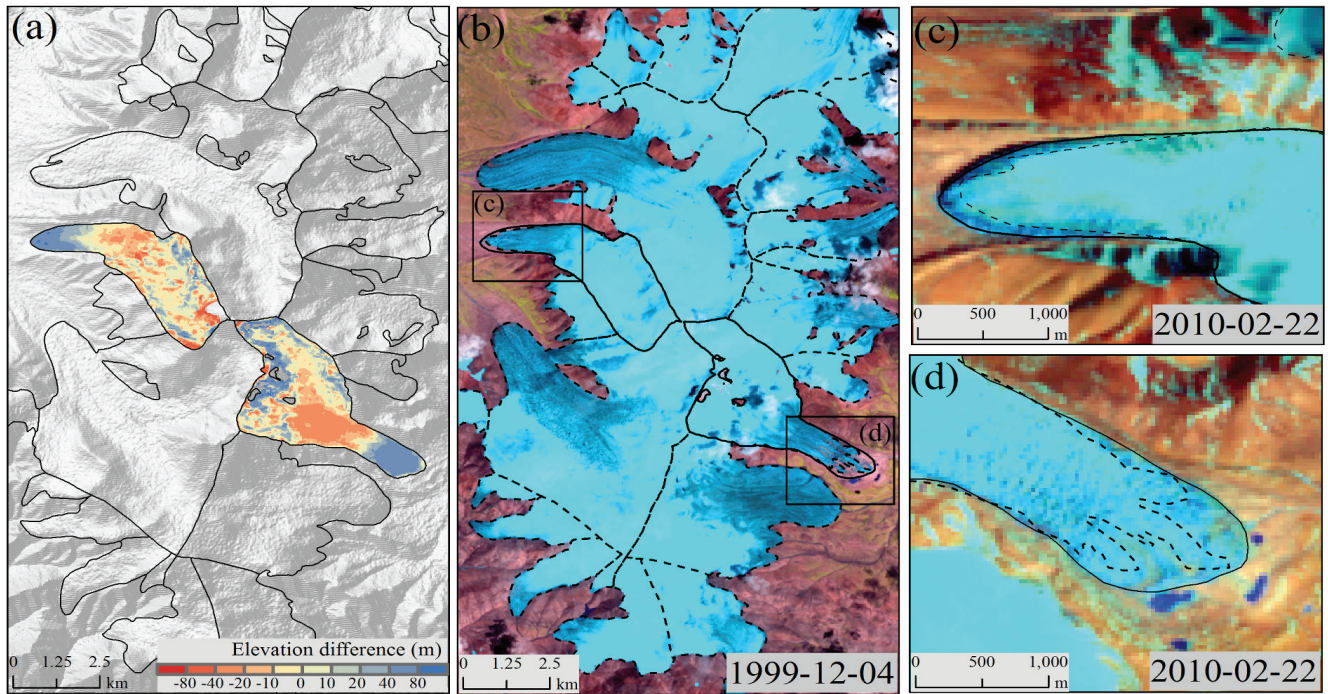 (a)
Elevation difference (m)
0 1.25 2.5
km
-80 -40 -20 -10 0 10 20 40 80
(b)
(c)
(d)
0 1.25 2.5
km
1999-12-04
(c)
0 500 1,000
m
2010-02-22
(d)
0 500 1,000
m
2010-02-22